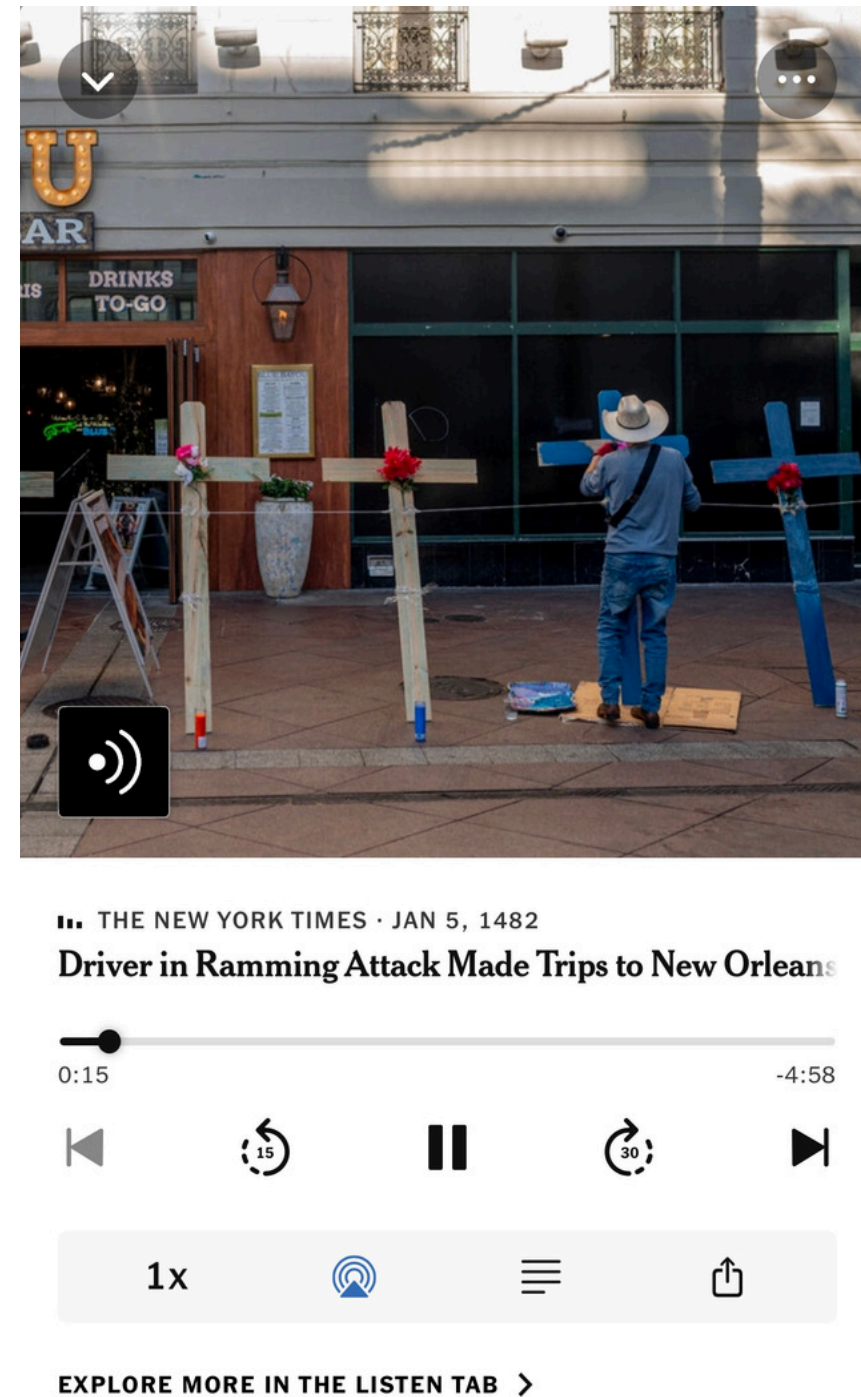 U
AR
IS
DRINKS
TO-GO
THE NEW YORK TIMES · JAN 5, 1482
Driver in Ramming Attack Made Trips to New Orleans
0:15
-4:58
15
30
1x
EXPLORE MORE IN THE LISTEN TAB